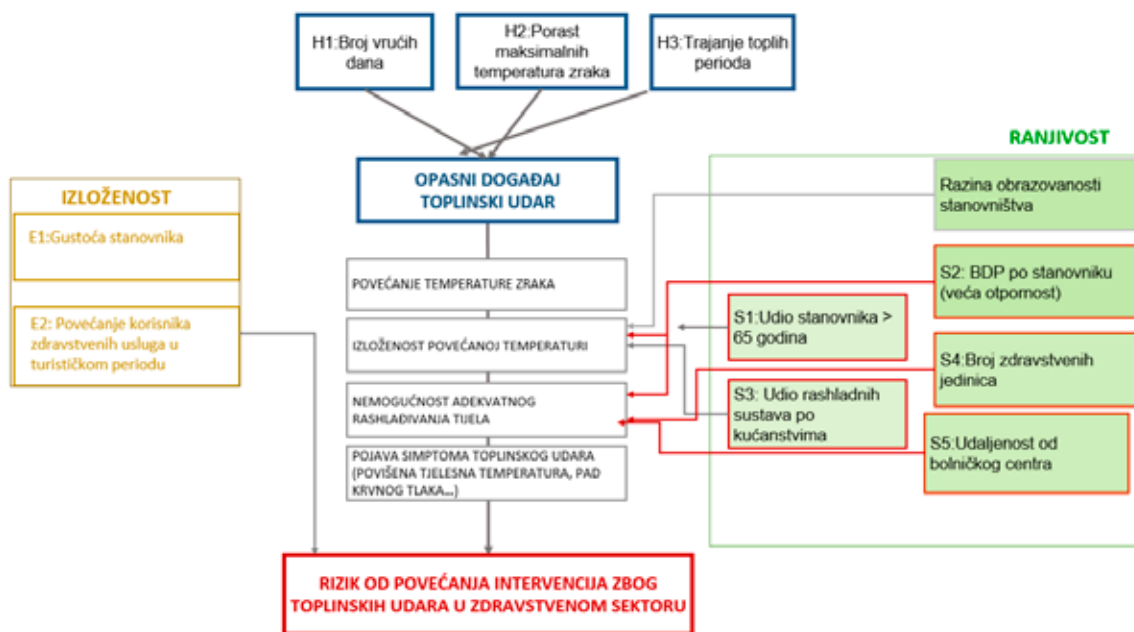 H1:Broj vrućih
dana
H2:Porast
maksimalnih
temperatura zraka
H3:Trajanje toplih
perioda
OPASNI DOGAĐAJ
TOPLINSKI UDAR
IZLOŽENOST
E1:Gustoća stanovnika
E2: Povećanje korisnika
zdravstvenih usluga u
turističkom periodu
POVEĆANJE TEMPERATURE ZRAKA
IZLOŽENOST POVEĆANOJ TEMPERATURI
NEMOGUĆNOST ADEKVATNOG
RASHLAĐIVANJA TIJELA
POJAVA SIMPTOMA TOPLINSKOG UDARA
(POVIŠENA TJELESNA TEMPERATURA, PAD
KRVNOG TLAKA...)
RANJIVOST
Razina obrazovanosti
stanovništva
S2: BDP po stanovniku
(veća otpornost)
S1:Udio stanovnika >
65 godina
S4:Broj zdravstvenih
jedinica
S3: Udio rashladnih
sustava po
kućanstvima
S5:Udaljenost od
bolničkog centra
RIZIK OD POVEĆANJA INTERVENCIJA ZBOG
TOPLINSKIH UDARA U ZDRAVSTVENOM SEKTORU